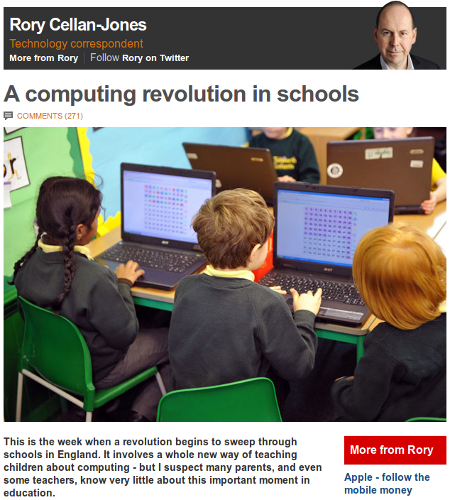 Rory Cellan-Jones
Technology correspondent
More from Rory | Follow Rory on Twitter
A computing revolution in schools
COMMENTS (271)
or
acer
acer
This is the week when a revolution begins to sweep through
schools in England. It involves a whole new way of teaching
children about computing - but I suspect many parents, and even
some teachers, know very little about this important moment in
education.
More from Rory
Apple - follow the
mobile money